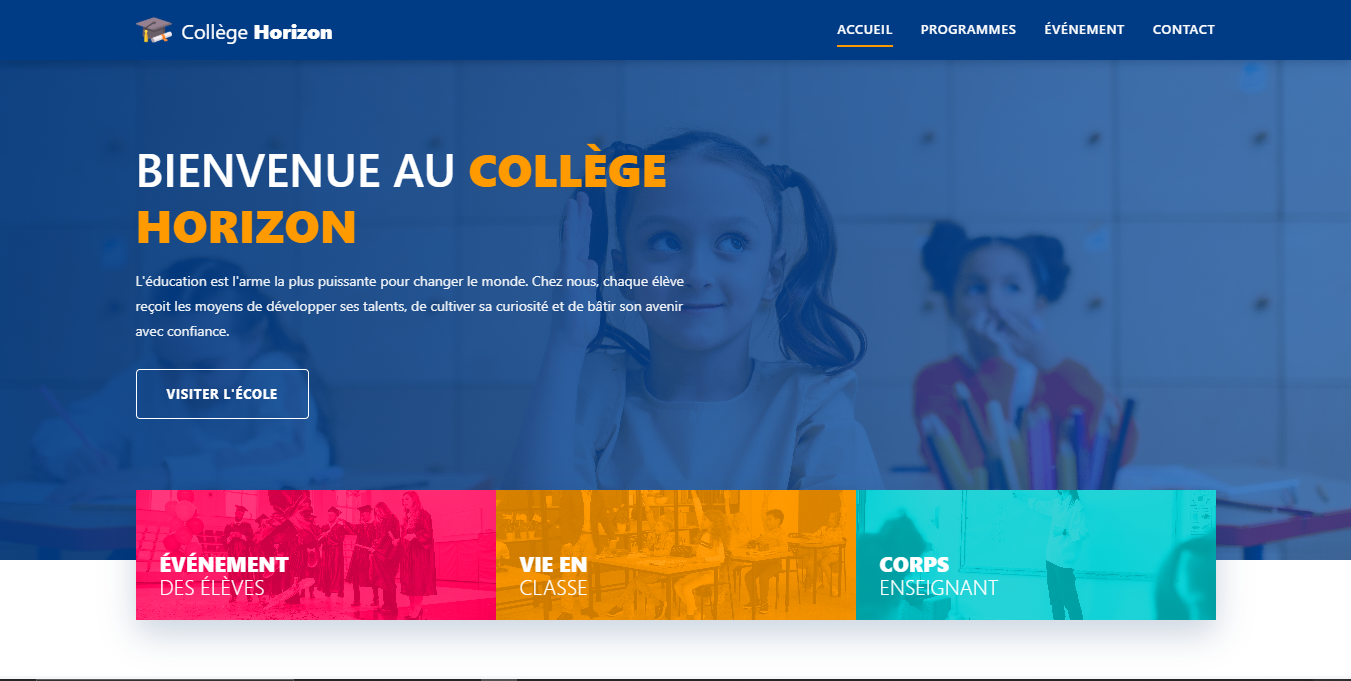 Collège Horizon
ACCUEIL PROGRAMMES ÉVÉNEMENT CONTACT
BIENVENUE AU COLLÈGE
HORIZON
L'éducation est l'arme la plus puissante pour changer le monde. Chez nous, chaque élève
reçoit les moyens de développer ses talents, de cultiver sa curiosité et de bâtir son avenir
avec confiance.
VISITER L'ÉCOLE
ÉVÉNEMENT
DES ÉLÈVES
VIE EN
CLASSE
CORPS
ENSEIGNANT